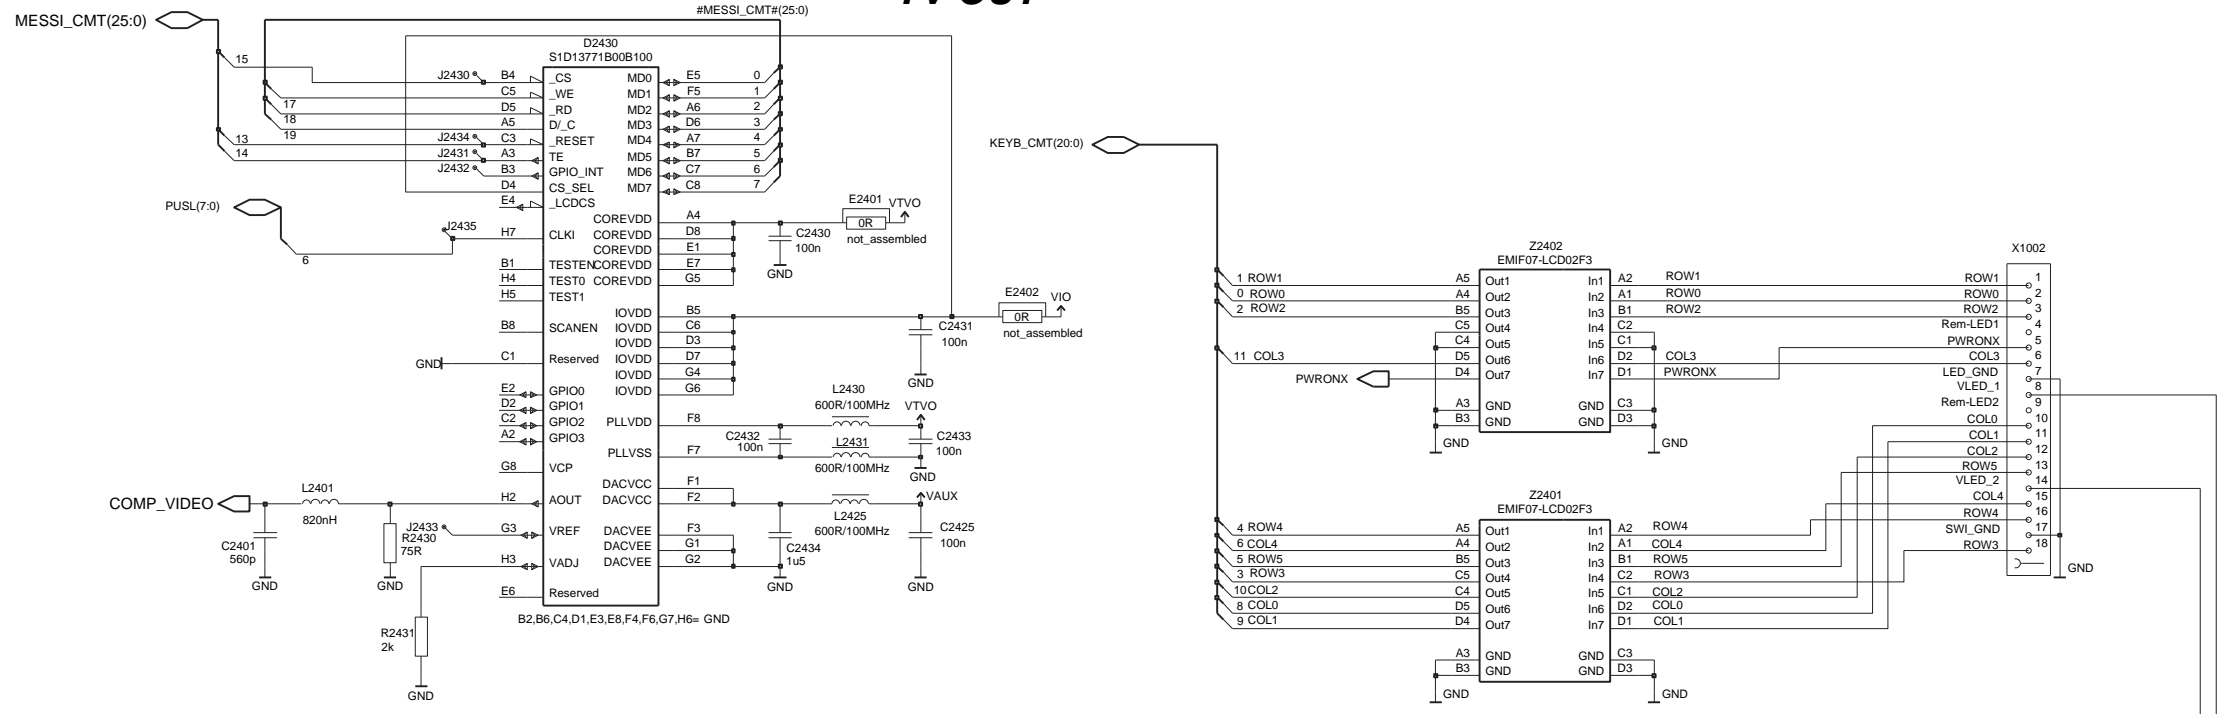 TV OUT
MESSI_CMT(25:0)
#MESSI_CMT#(25:0)
D2430
S1D13771B00B100
15
J2430 B4 _CS MD0 E5 0
C5 _WE MD1 F5 1
17
D5 _RD MD2 A6 2
18
A5 D/_C MD3 D6 3
19
13 J2434 C3 _RESET MD4 A7 4
14 J2431 A3 TE MD5 B7 5
J2432 B3 GPIO_INT MD6 C7 6
D4 CS_SEL MD7 C8 7
E4 _LCDCS
PUSL(7:0)
6
J2435
H7 CLKI
B1 TESTEN
H4 TEST0
H5 TEST1
B8 SCANEN
GND C1 Reserved
E2 GPIO0
D2 GPIO1
C2 GPIO2
A2 GPIO3
G8 VCP
H2 AOUT
J2433 G3 VREF
H3 VADJ
E6 Reserved
COREVDD A4
COREVDD D8
COREVDD E1
COREVDD E7
COREVDD G5
C2430
100n
GND
E2401
0R
not_assembled
VTVO
IOVDD B5
IOVDD C6
IOVDD D3
IOVDD D7
IOVDD G4
IOVDD G6
C2431
100n
GND
E2402
0R
not_assembled
VIO
PLLVDD F8
PLLVSS F7
C2432
100n
L2430
600R/100MHz
L2431
600R/100MHz
VTVO
C2433
100n
GND
DACVCC F1
DACVCC F2
DACVEE F3
DACVEE G1
DACVEE G2
C2434
1u5
GND
L2425
600R/100MHz
VAUX
C2425
100n
GND
COMP_VIDEO
L2401
820nH
C2401
560p
GND
R2430
75R
GND
R2431
2k
GND
B2,B6,C4,D1,E3,E8,F4,F6,G7,H6= GND
KEYB_CMT(20:0)
Z2402
EMIF07-LCD02F3
1 ROW1 A5 Out1 In1 A2 ROW1
0 ROW0 A4 Out2 In2 A1 ROW0
2 ROW2 B5 Out3 In3 B1 ROW2
C5 Out4 In4 C2
C4 Out5 In5 C1
11 COL3 D5 Out6 In6 D2 COL3
PWRONX D4 Out7 In7 D1 PWRONX
A3 GND GND C3
B3 GND GND D3
GND GND
Z2401
EMIF07-LCD02F3
4 ROW4 A5 Out1 In1 A2 ROW4
6 COL4 A4 Out2 In2 A1 COL4
5 ROW5 B5 Out3 In3 B1 ROW5
3 ROW3 C5 Out4 In4 C2 ROW3
10 COL2 C4 Out5 In5 C1 COL2
8 COL0 D5 Out6 In6 D2 COL0
9 COL1 D4 Out7 In7 D1 COL1
A3 GND GND C3
B3 GND GND D3
GND GND
X1002
ROW1 1
ROW0 2
ROW2 3
Rem-LED1 4
PWRONX 5
COL3 6
LED_GND 7
VLED_1 8
Rem-LED2 9
COL0 10
COL1 11
COL2 12
ROW5 13
VLED_2 14
COL4 15
ROW4 16
SWI_GND 17
ROW3 18
GND